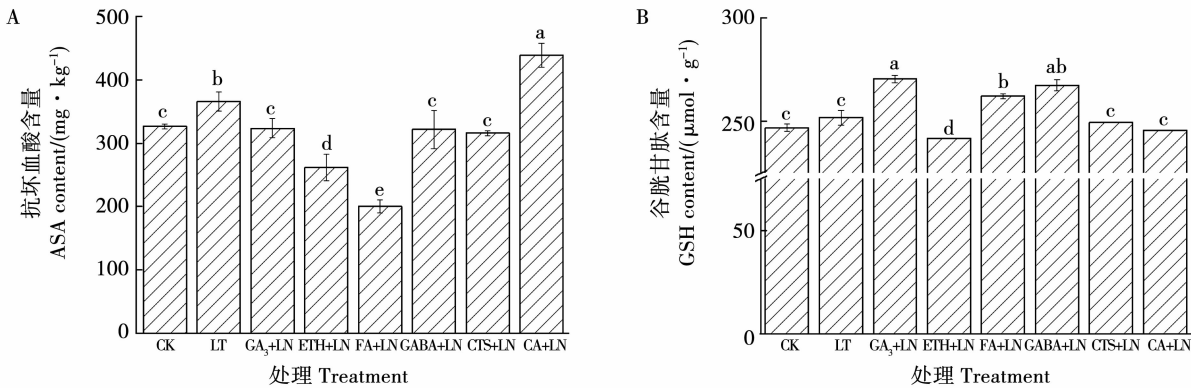 A
抗坏血酸含量
ASA content/(mg·kg⁻¹)
500
400
300
200
100
0
c
b
c
d
e
c
c
a
CK LT GA₃+LN ETH+LN FA+LN GABA+LN CTS+LN CA+LN
处理 Treatment
B
谷胱甘肽含量
GSH content/(μmol·g⁻¹)
300
250
50
0
c
c
a
d
b
ab
c
c
CK LT GA₃+LN ETH+LN FA+LN GABA+LN CTS+LN CA+LN
处理 Treatment